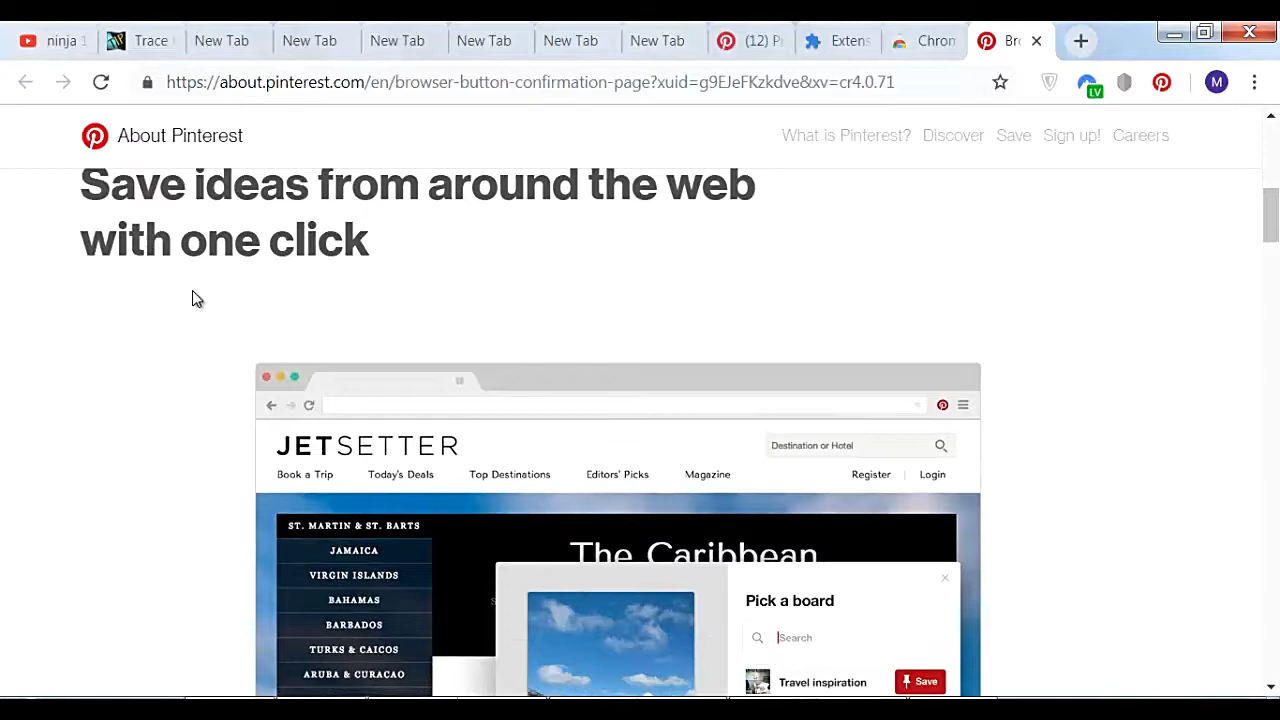 ninja 1
Trace
New Tab
New Tab
New Tab
New Tab
New Tab
New Tab
(12) P
Extens
Chrom
Br
https://about.pinterest.com/en/browser-button-confirmation-page?xuid=g9EJeFKzkdve&xv=cr4.0.71
LV
M
About Pinterest
What is Pinterest? Discover Save Sign up! Careers
Save ideas from around the web
with one click
JETSETTER
Destination or Hotel
Book a Trip Today's Deals Top Destinations Editors' Picks Magazine Register Login
ST. MARTIN & ST. BARTS
The Caribbean
JAMAICA
VIRGIN ISLANDS
BAHAMAS
BARBADOS
TURKS & CAICOS
ARUBA & CURACAO
Pick a board
Search
Travel inspiration
Save